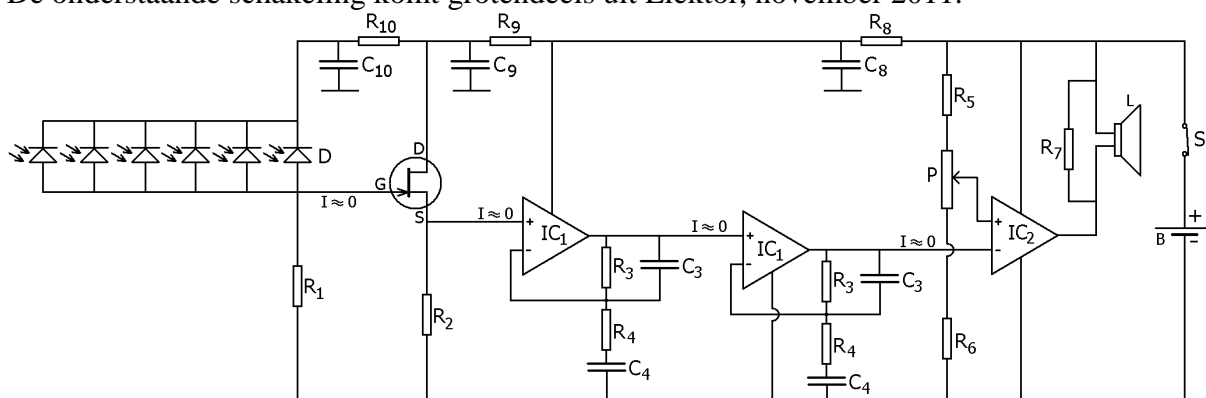 De onderstaande schakeling komt grotendeels uit Elektor, november 2011.
R10 R9 R8
C10 C9 C8
R5 L
D D R7 S
G P
I≈0 S I≈0 + I≈0 + +
IC1 + IC1 I≈0 IC2 B -
- - -
R3 C3 R3 C3
R1 R2 R4 R4 R6
C4 C4